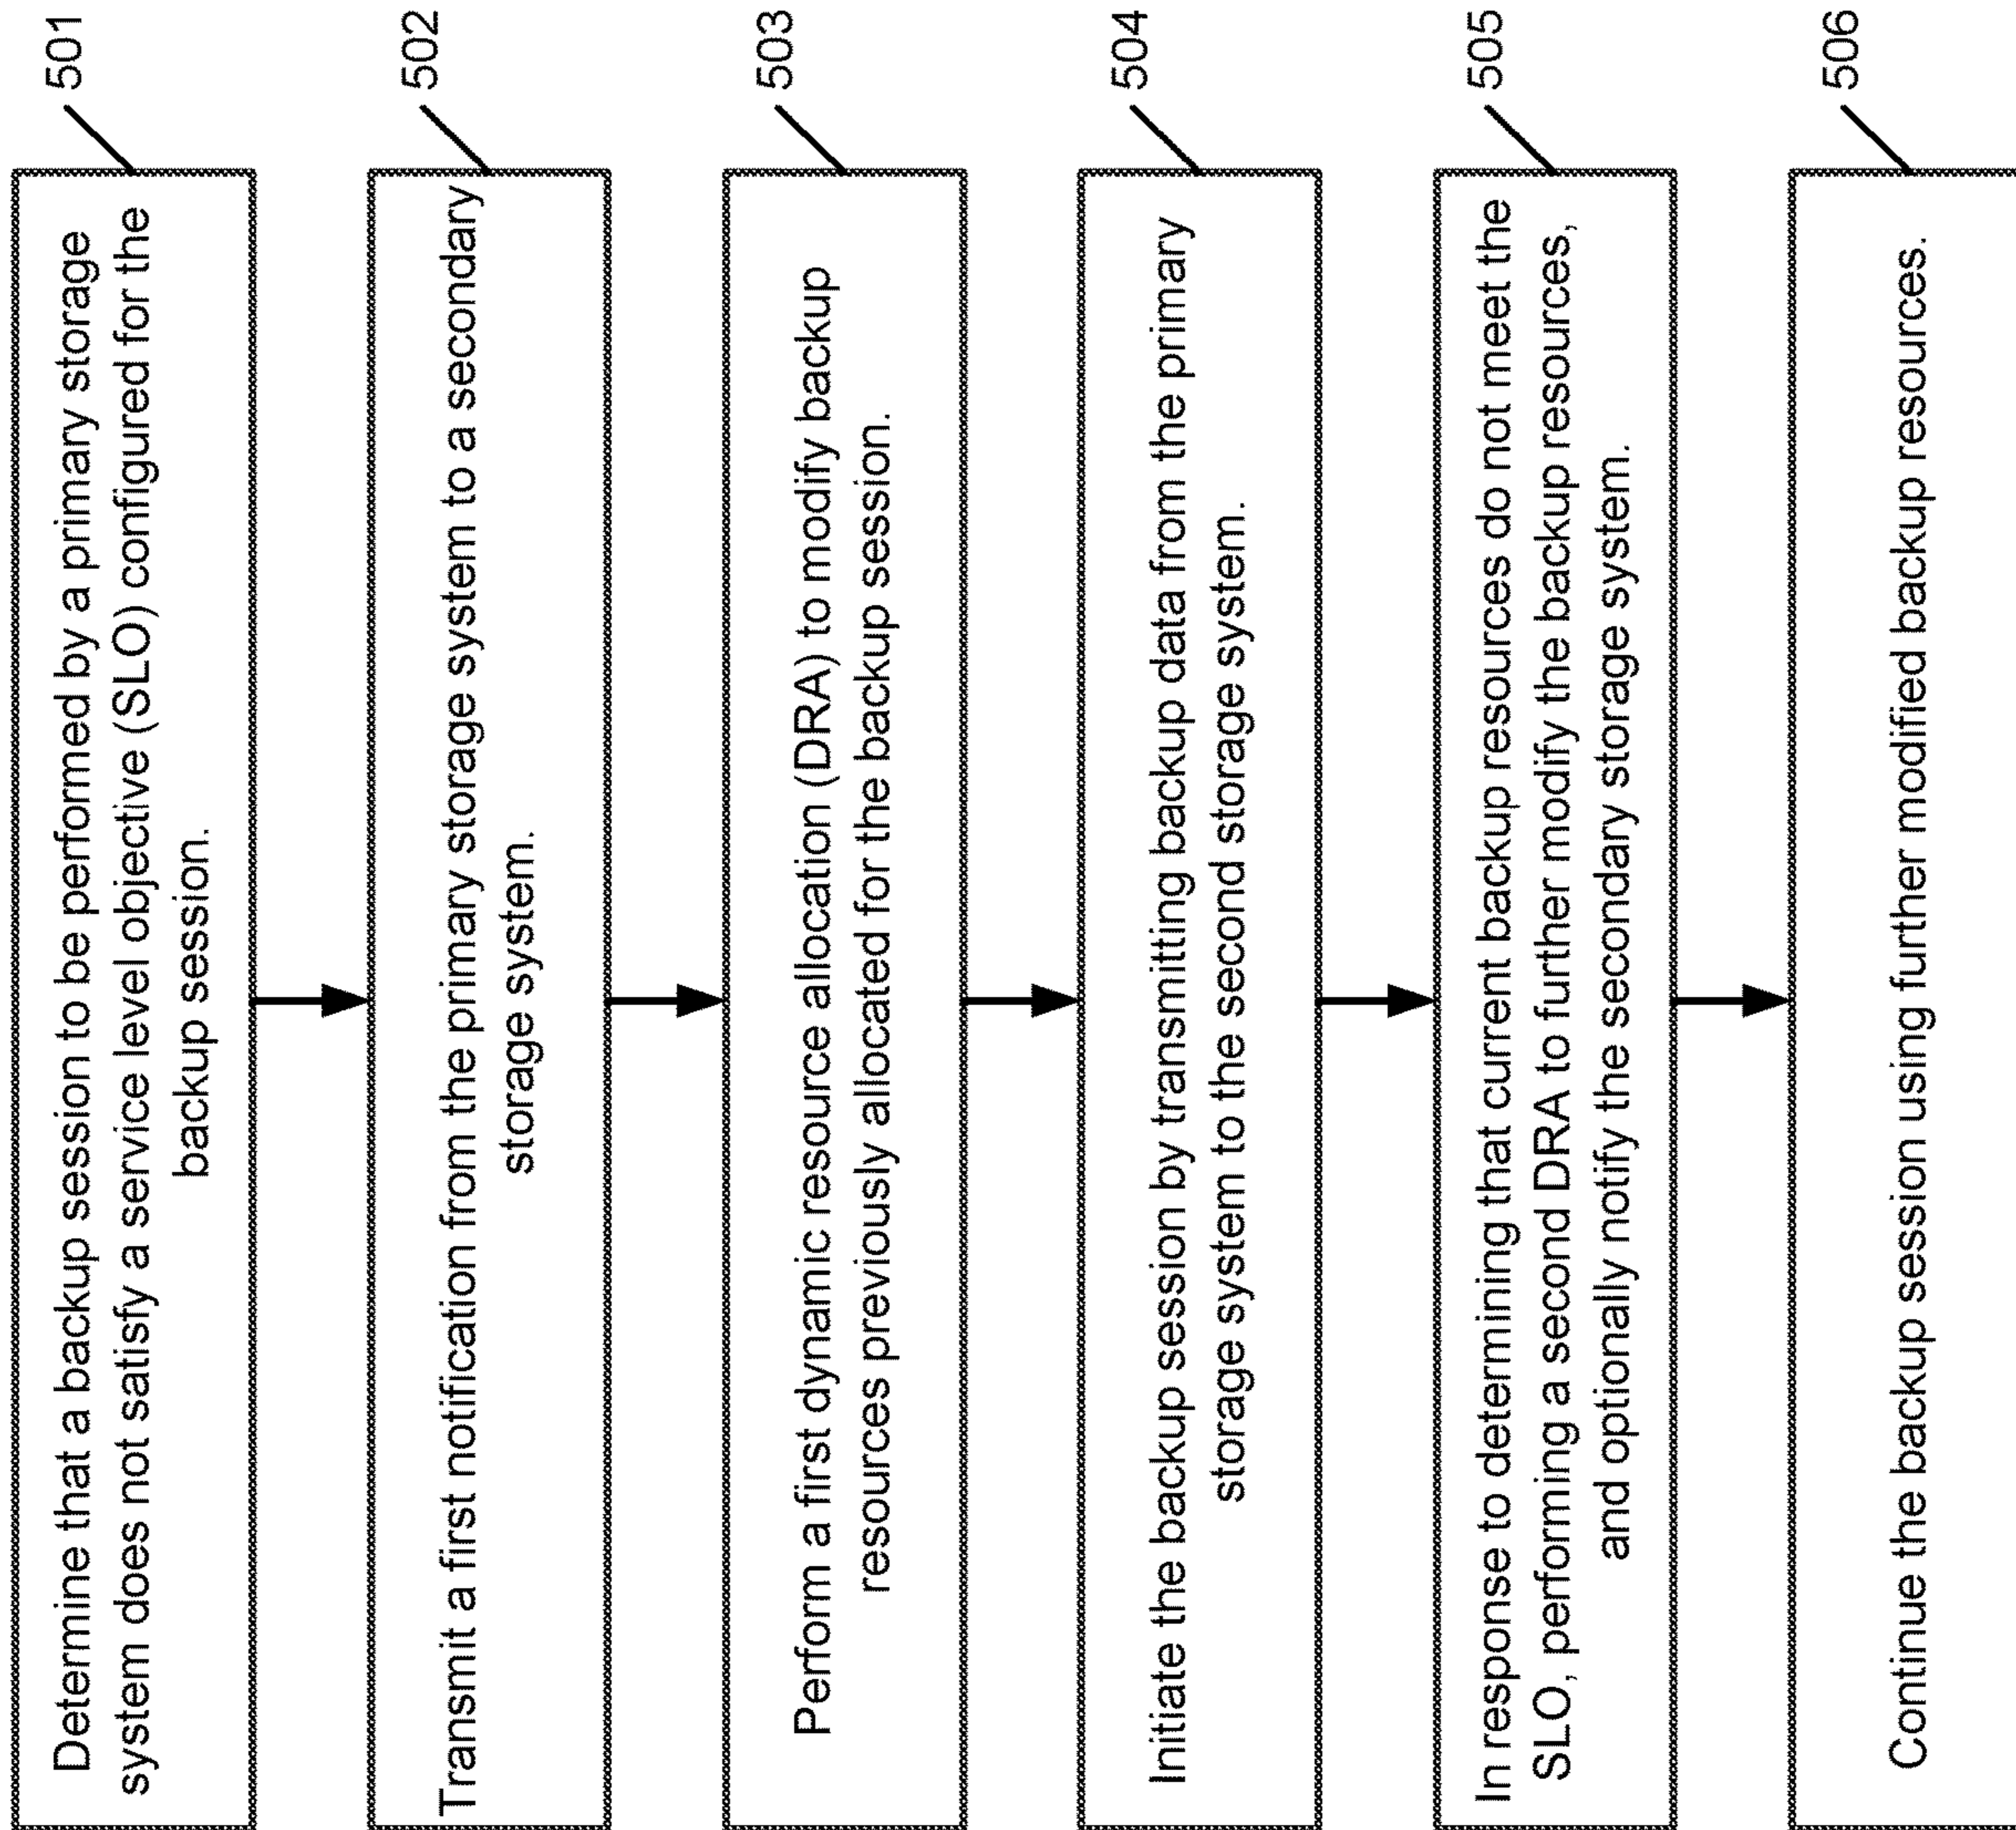 501
Determine that a backup session to be performed by a primary storage
system does not satisfy a service level objective (SLO) configured for the
backup session.
502
Transmit a first notification from the primary storage system to a secondary
storage system.
503
Perform a first dynamic resource allocation (DRA) to modify backup
resources previously allocated for the backup session.
504
Initiate the backup session by transmitting backup data from the primary
storage system to the second storage system.
505
In response to determining that current backup resources do not meet the
SLO, performing a second DRA to further modify the backup resources,
and optionally notify the secondary storage system.
506
Continue the backup session using further modified backup resources.